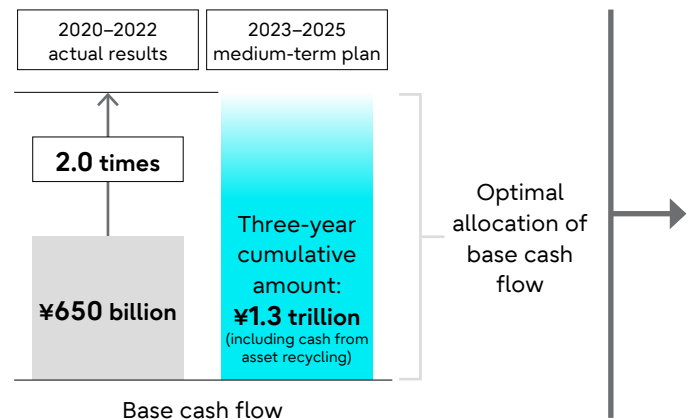 2020–2022
actual results
2023–2025
medium-term plan
2.0 times
¥650 billion
Three-year
cumulative
amount:
¥1.3 trillion
(including cash from
asset recycling)
Optimal
allocation of
base cash
flow
Base cash flow